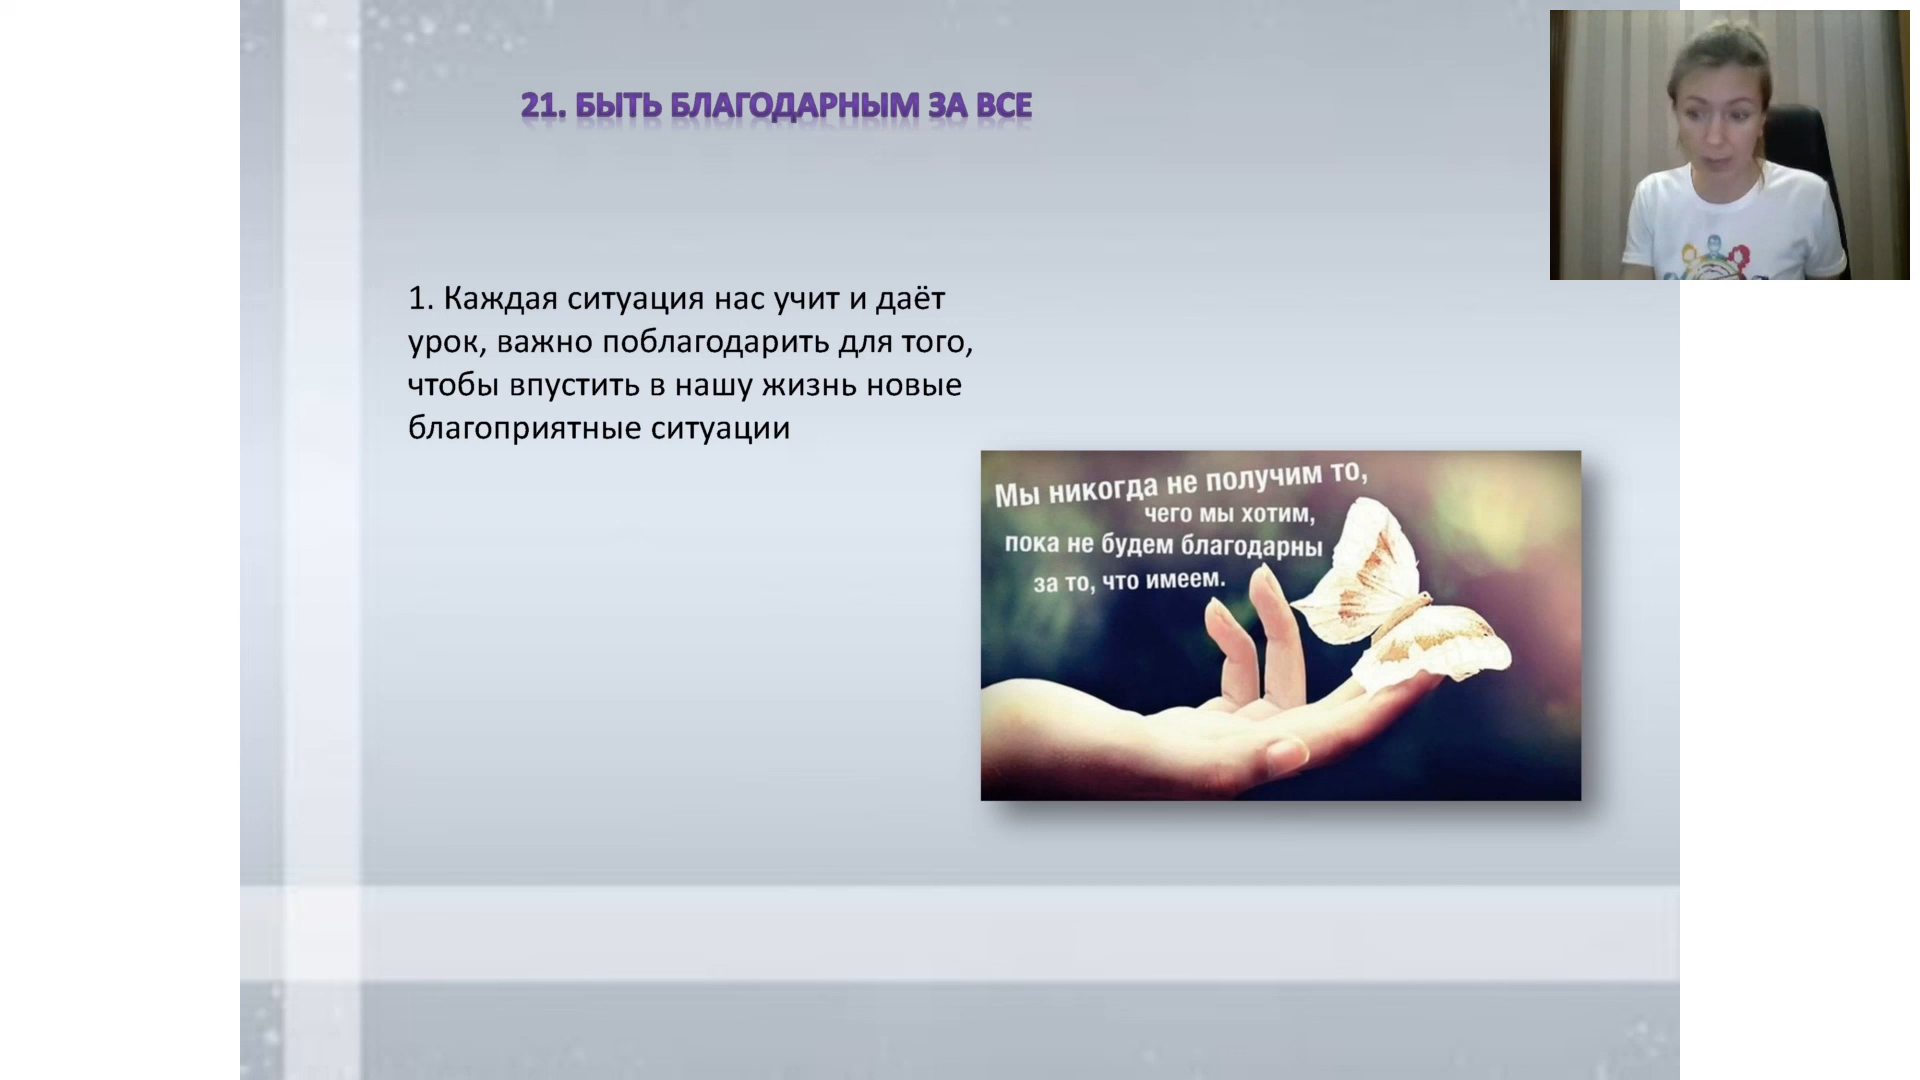 21. БЫТЬ БЛАГОДАРНЫМ ЗА ВСЕ
1. Каждая ситуация нас учит и даёт
урок, важно поблагодарить для того,
чтобы впустить в нашу жизнь новые
благоприятные ситуации
Мы никогда не получим то,
чего мы хотим,
пока не будем благодарны
за то, что имеем.